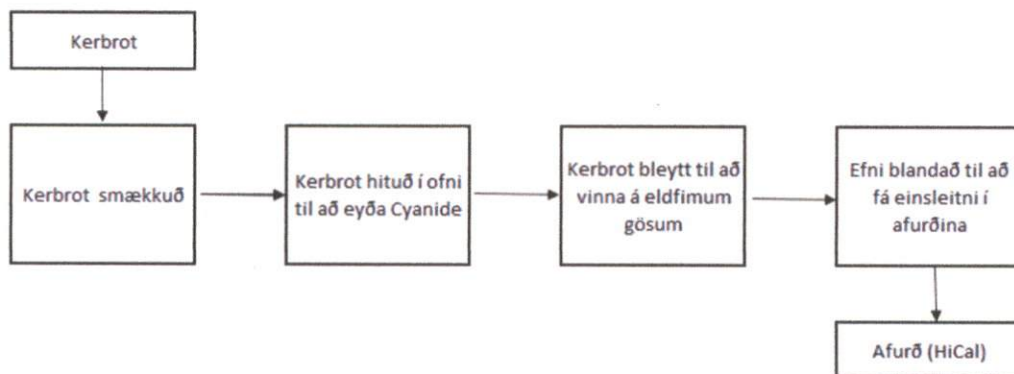 Kerbrot
Kerbrot smækkuð
Kerbrot hituð í ofni
til að eyða Cyanide
Kerbrot bleytt til að
vinna á eldfimum
gösum
Efni blandað til að
fá einsleitni í
afurðina
Afurð (HiCal)